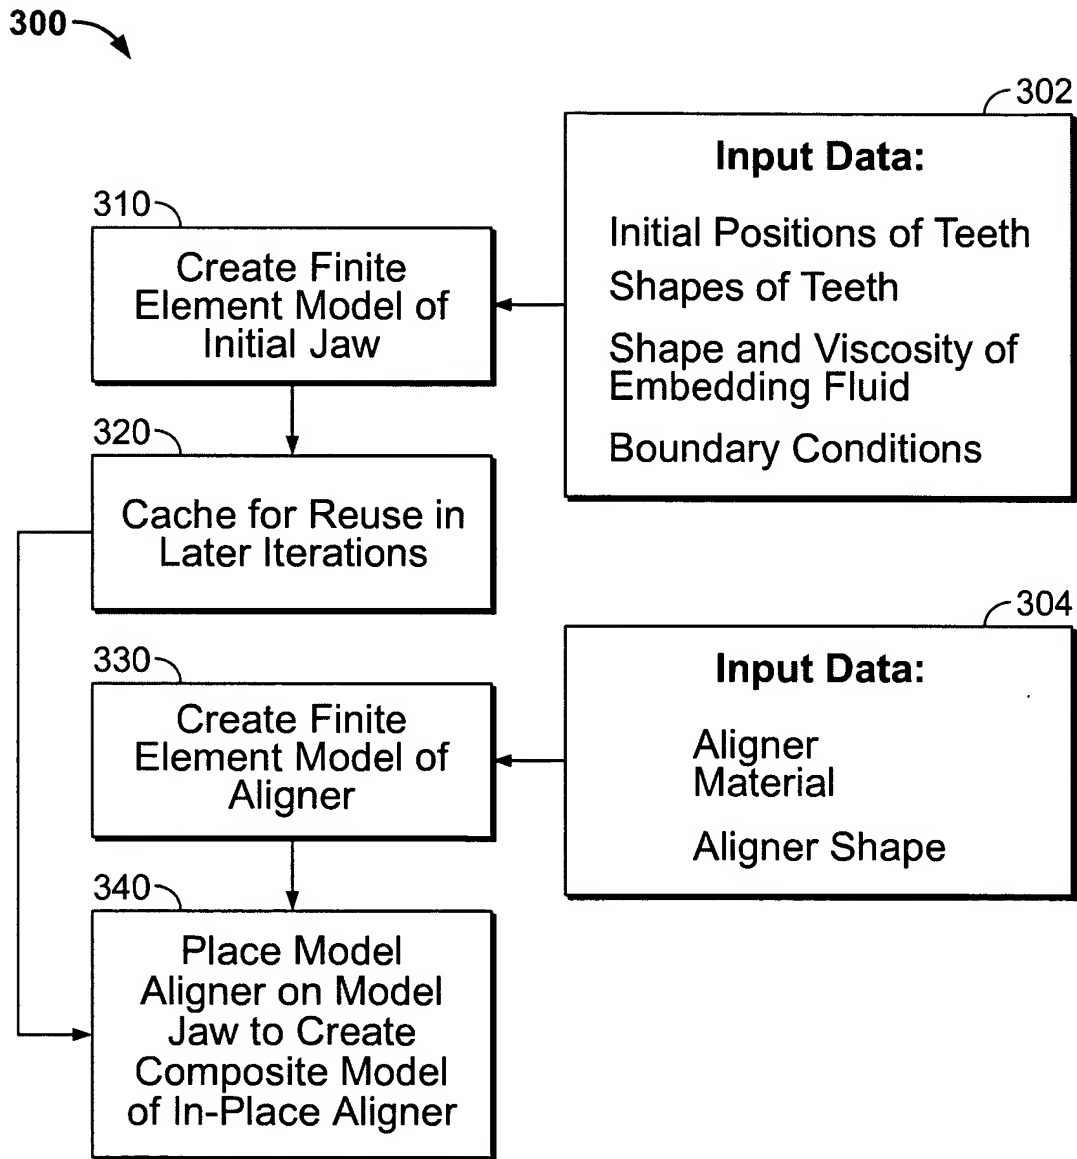 300
302
Input Data:
Initial Positions of Teeth
Shapes of Teeth
Shape and Viscosity of
Embedding Fluid
Boundary Conditions
310
Create Finite
Element Model of
Initial Jaw
320
Cache for Reuse in
Later Iterations
304
Input Data:
Aligner
Material
Aligner Shape
330
Create Finite
Element Model of
Aligner
340
Place Model
Aligner on Model
Jaw to Create
Composite Model
of In-Place Aligner